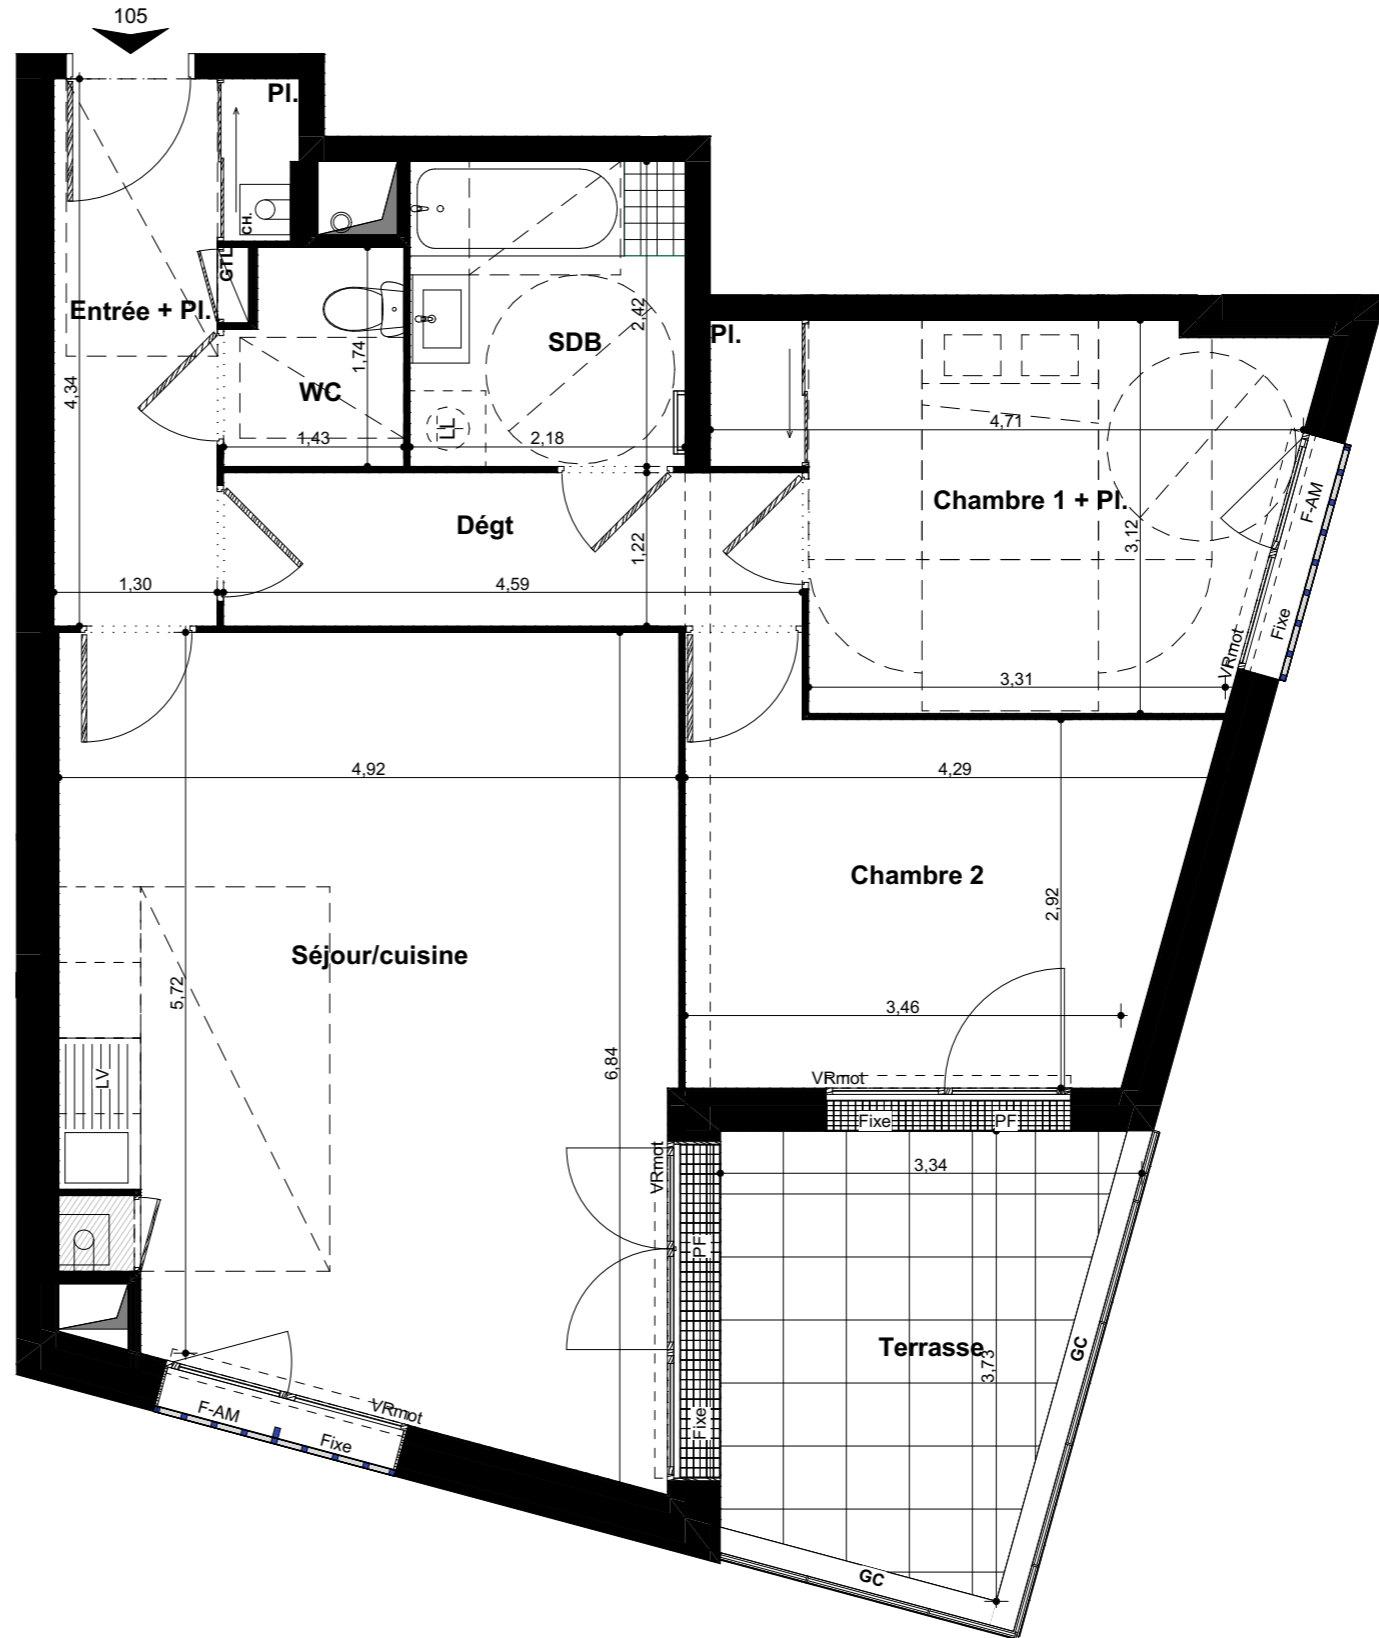 105
Pl.
CH.
GTL
Entrée + Pl.
4,34
WC
1,74
1,43
SDB
2,42
LL
2,18
Pl.
4,71
Chambre 1 + Pl.
3,12
F-AM
Fixe
VRmot
3,31
Dégt
1,22
1,30
4,59
4,92
4,29
Chambre 2
2,92
3,46
Séjour/cuisine
5,72
6,84
LV
VRmot
Fixe
PF
VRmot
PF
Fixe
3,34
Terrasse
3,73
GC
GC
VRmot
F-AM
Fixe